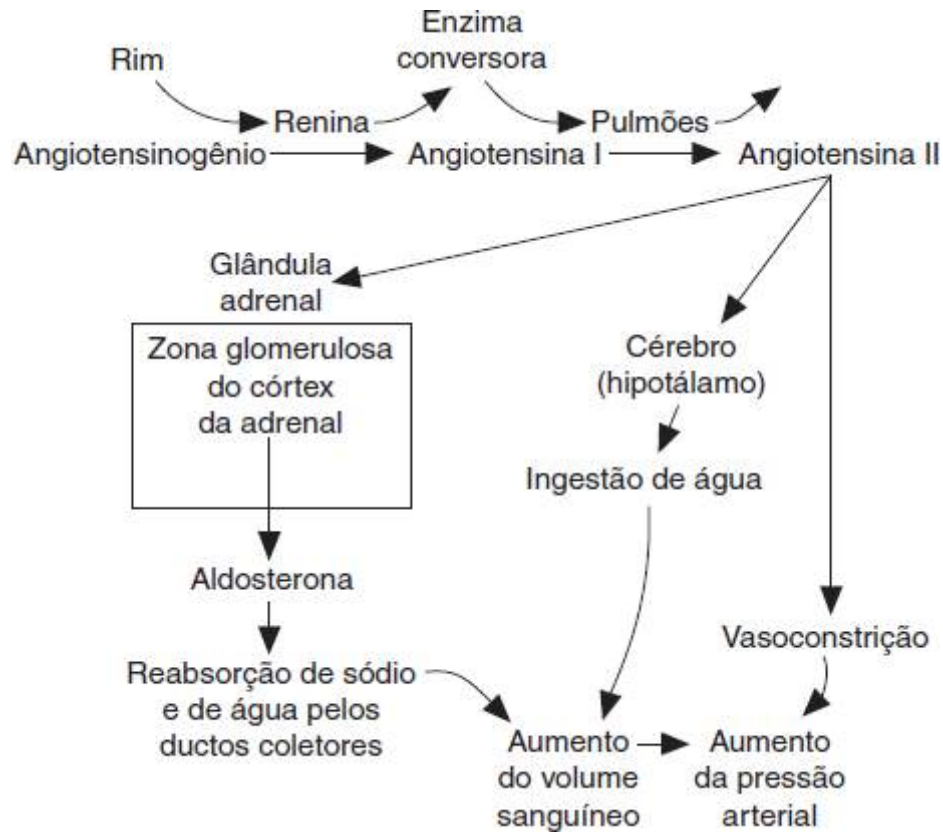 Rim
Enzima
conversora
Renina
Pulmões
Angiotensinogênio
Angiotensina I
Angiotensina II
Glândula
adrenal
Zona glomerulosa
do córtex
da adrenal
Cérebro
(hipotálamo)
Ingestão de água
Aldosterona
Vasoconstrição
Reabsorção de sódio
e de água pelos
ductos coletores
Aumento
do volume
sanguíneo
Aumento
da pressão
arterial